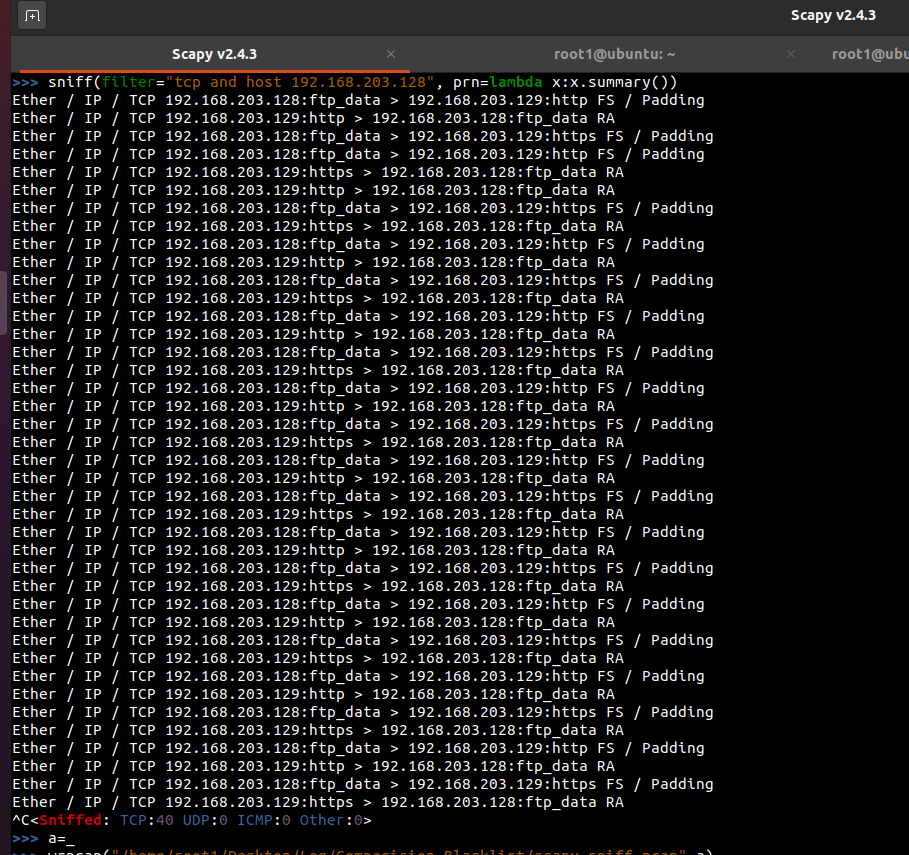 Scapy v2.4.3
Scapy v2.4.3 × root1@ubuntu: ~ × root1@ubu
>>> sniff(filter="tcp and host 192.168.203.128", prn=lambda x:x.summary())
Ether / IP / TCP 192.168.203.128:ftp_data > 192.168.203.129:http FS / Padding
Ether / IP / TCP 192.168.203.129:http > 192.168.203.128:ftp_data RA
Ether / IP / TCP 192.168.203.128:ftp_data > 192.168.203.129:https FS / Padding
Ether / IP / TCP 192.168.203.128:ftp_data > 192.168.203.129:http FS / Padding
Ether / IP / TCP 192.168.203.129:https > 192.168.203.128:ftp_data RA
Ether / IP / TCP 192.168.203.129:http > 192.168.203.128:ftp_data RA
Ether / IP / TCP 192.168.203.128:ftp_data > 192.168.203.129:https FS / Padding
Ether / IP / TCP 192.168.203.129:https > 192.168.203.128:ftp_data RA
Ether / IP / TCP 192.168.203.128:ftp_data > 192.168.203.129:http FS / Padding
Ether / IP / TCP 192.168.203.129:http > 192.168.203.128:ftp_data RA
Ether / IP / TCP 192.168.203.128:ftp_data > 192.168.203.129:https FS / Padding
Ether / IP / TCP 192.168.203.129:https > 192.168.203.128:ftp_data RA
Ether / IP / TCP 192.168.203.128:ftp_data > 192.168.203.129:http FS / Padding
Ether / IP / TCP 192.168.203.129:http > 192.168.203.128:ftp_data RA
Ether / IP / TCP 192.168.203.128:ftp_data > 192.168.203.129:https FS / Padding
Ether / IP / TCP 192.168.203.129:https > 192.168.203.128:ftp_data RA
Ether / IP / TCP 192.168.203.128:ftp_data > 192.168.203.129:http FS / Padding
Ether / IP / TCP 192.168.203.129:http > 192.168.203.128:ftp_data RA
Ether / IP / TCP 192.168.203.128:ftp_data > 192.168.203.129:https FS / Padding
Ether / IP / TCP 192.168.203.129:https > 192.168.203.128:ftp_data RA
Ether / IP / TCP 192.168.203.128:ftp_data > 192.168.203.129:http FS / Padding
Ether / IP / TCP 192.168.203.129:http > 192.168.203.128:ftp_data RA
Ether / IP / TCP 192.168.203.128:ftp_data > 192.168.203.129:https FS / Padding
Ether / IP / TCP 192.168.203.129:https > 192.168.203.128:ftp_data RA
Ether / IP / TCP 192.168.203.128:ftp_data > 192.168.203.129:http FS / Padding
Ether / IP / TCP 192.168.203.129:http > 192.168.203.128:ftp_data RA
Ether / IP / TCP 192.168.203.128:ftp_data > 192.168.203.129:https FS / Padding
Ether / IP / TCP 192.168.203.129:https > 192.168.203.128:ftp_data RA
Ether / IP / TCP 192.168.203.128:ftp_data > 192.168.203.129:http FS / Padding
Ether / IP / TCP 192.168.203.129:http > 192.168.203.128:ftp_data RA
Ether / IP / TCP 192.168.203.128:ftp_data > 192.168.203.129:https FS / Padding
Ether / IP / TCP 192.168.203.129:https > 192.168.203.128:ftp_data RA
Ether / IP / TCP 192.168.203.128:ftp_data > 192.168.203.129:http FS / Padding
Ether / IP / TCP 192.168.203.129:http > 192.168.203.128:ftp_data RA
Ether / IP / TCP 192.168.203.128:ftp_data > 192.168.203.129:https FS / Padding
Ether / IP / TCP 192.168.203.129:https > 192.168.203.128:ftp_data RA
Ether / IP / TCP 192.168.203.128:ftp_data > 192.168.203.129:http FS / Padding
Ether / IP / TCP 192.168.203.129:http > 192.168.203.128:ftp_data RA
Ether / IP / TCP 192.168.203.128:ftp_data > 192.168.203.129:https FS / Padding
Ether / IP / TCP 192.168.203.129:https > 192.168.203.128:ftp_data RA
^C<Sniffed: TCP:40 UDP:0 ICMP:0 Other:0>
>>> a=_
>>> wrpcap("/home/root1/Desktop/Log/Comparision Blacklist/scapy sniff.pcap",a)